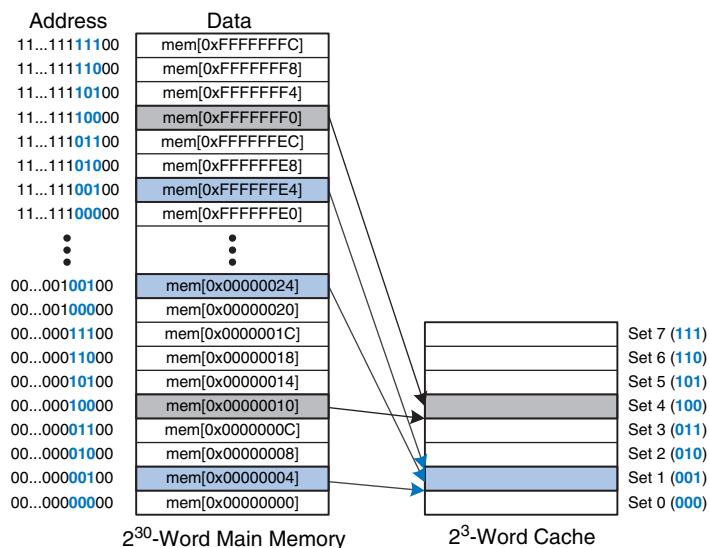 Address Data
11...11111100 mem[0xFFFFFFFC]
11...11111000 mem[0xFFFFFFF8]
11...11110100 mem[0xFFFFFFF4]
11...11110000 mem[0xFFFFFFF0]
11...11101100 mem[0xFFFFFFEC]
11...11101000 mem[0xFFFFFFE8]
11...11100100 mem[0xFFFFFFE4]
11...11100000 mem[0xFFFFFFE0]
00...00100100 mem[0x00000024]
00...00100000 mem[0x00000020]
00...00011100 mem[0x0000001C] Set 7 (111)
00...00011000 mem[0x00000018] Set 6 (110)
00...00010100 mem[0x00000014] Set 5 (101)
00...00010000 mem[0x00000010] Set 4 (100)
00...00001100 mem[0x0000000C] Set 3 (011)
00...00001000 mem[0x00000008] Set 2 (010)
00...00000100 mem[0x00000004] Set 1 (001)
00...00000000 mem[0x00000000] Set 0 (000)
2³⁰-Word Main Memory 2³-Word Cache